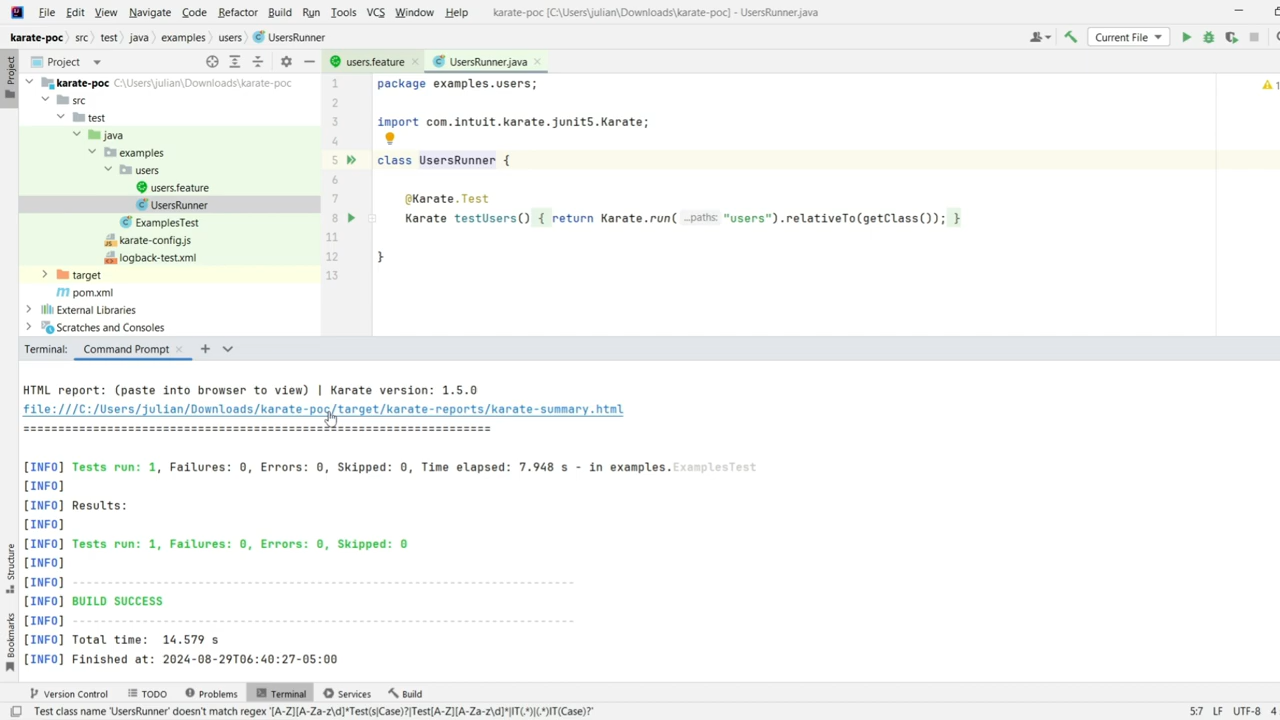 File Edit View Navigate Code Refactor Build Run Tools VCS Window Help karate-poc [C:\Users\julian\Downloads\karate-poc] - UsersRunner.java
karate-poc src test java examples users UsersRunner Current File
Project users.feature UsersRunner.java
Project
karate-poc C:\Users\julian\Downloads\karate-poc
src
test
java
examples
users
users.feature
UsersRunner
ExamplesTest
karate-config.js
logback-test.xml
target
pom.xml
External Libraries
Scratches and Consoles
1 package examples.users;
2
3 import com.intuit.karate.junit5.Karate;
4
5 class UsersRunner {
6
7 @Karate.Test
8 Karate testUsers() { return Karate.run( ...paths: "users").relativeTo(getClass()); }
11
12 }
13
1
Terminal: Command Prompt
HTML report: (paste into browser to view) | Karate version: 1.5.0
file:///C:/Users/julian/Downloads/karate-poc/target/karate-reports/karate-summary.html
===================================================================
[INFO] Tests run: 1, Failures: 0, Errors: 0, Skipped: 0, Time elapsed: 7.948 s - in examples.ExamplesTest
[INFO]
[INFO] Results:
[INFO]
[INFO] Tests run: 1, Failures: 0, Errors: 0, Skipped: 0
[INFO]
[INFO] ------------------------------------------------------------------------
[INFO] BUILD SUCCESS
[INFO] ------------------------------------------------------------------------
[INFO] Total time: 14.579 s
[INFO] Finished at: 2024-08-29T06:40:27-05:00
Structure
Bookmarks
Version Control TODO Problems Terminal Services Build
Test class name 'UsersRunner' doesn't match regex '[A-Z][A-Za-z\d]*Test(s|Case)?|Test[A-Z][A-Za-z\d]*|IT(.*)|(.*)IT(Case)?' 5:7 LF UTF-8 4